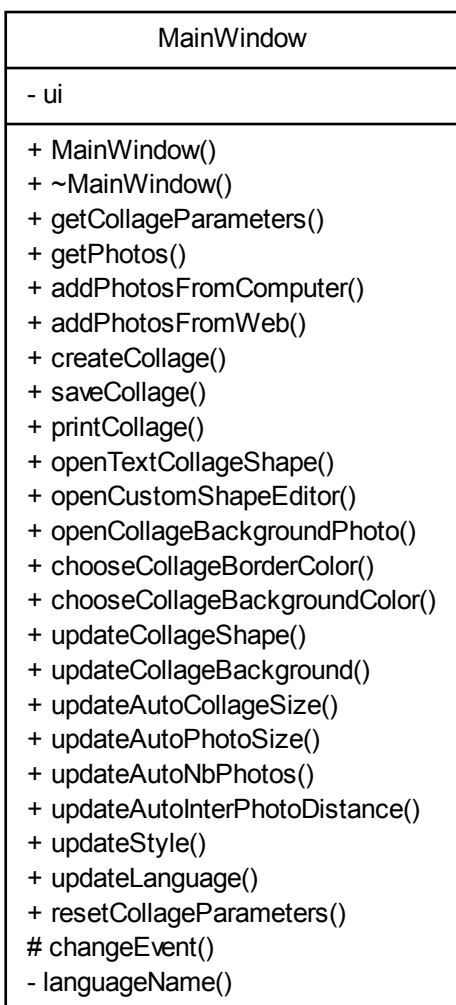 MainWindow
- ui
+ MainWindow()
+ ~MainWindow()
+ getCollageParameters()
+ getPhotos()
+ addPhotosFromComputer()
+ addPhotosFromWeb()
+ createCollage()
+ saveCollage()
+ printCollage()
+ openTextCollageShape()
+ openCustomShapeEditor()
+ openCollageBackgroundPhoto()
+ chooseCollageBorderColor()
+ chooseCollageBackgroundColor()
+ updateCollageShape()
+ updateCollageBackground()
+ updateAutoCollageSize()
+ updateAutoPhotoSize()
+ updateAutoNbPhotos()
+ updateAutoInterPhotoDistance()
+ updateStyle()
+ updateLanguage()
+ resetCollageParameters()
# changeEvent()
- languageName()